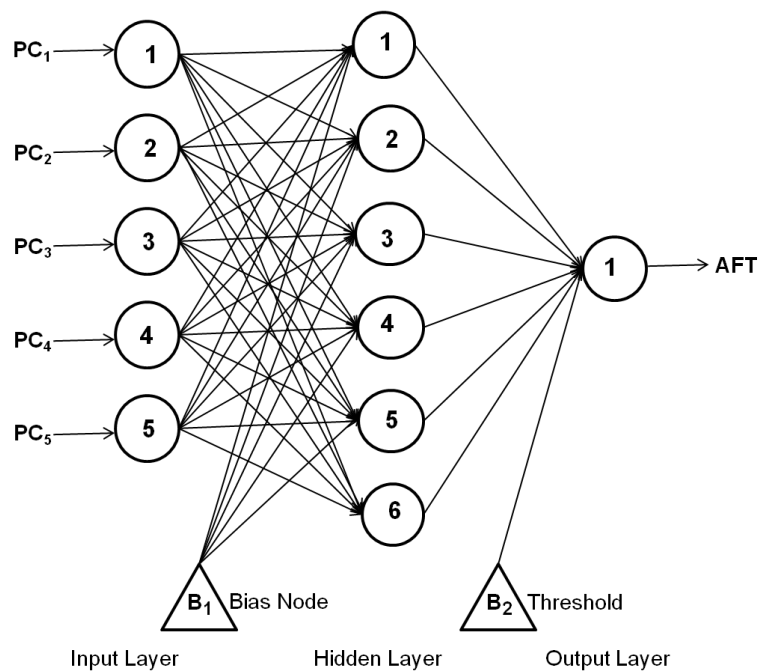 PC₁
1
1
PC₂
2
2
PC₃
3
3
1
AFT
PC₄
4
4
PC₅
5
5
6
B₁ Bias Node
B₂ Threshold
Input Layer
Hidden Layer
Output Layer